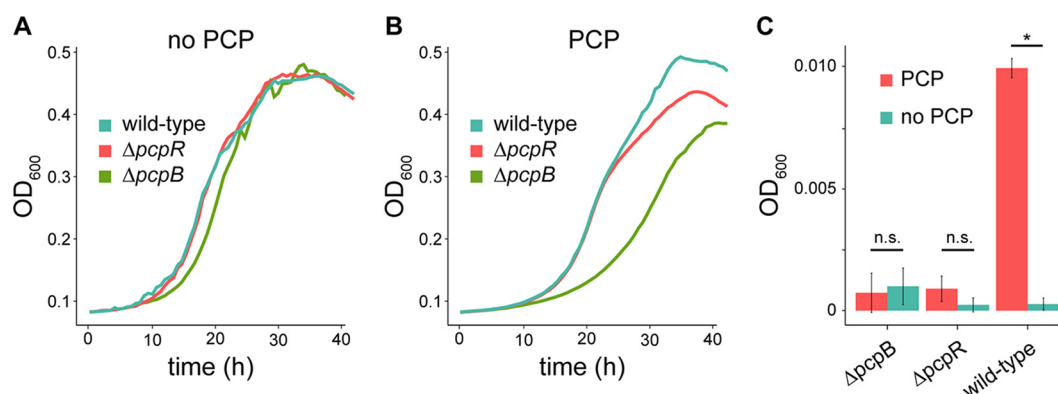 A
no PCP
OD600
0.5
0.4
0.3
0.2
0.1
wild-type
ΔpcpR
ΔpcpB
0
10
20
30
40
time (h)
B
PCP
OD600
0.5
0.4
0.3
0.2
0.1
wild-type
ΔpcpR
ΔpcpB
0
10
20
30
40
time (h)
C
OD600
0.010
0.005
0
PCP
no PCP
*
n.s.
n.s.
ΔpcpB
ΔpcpR
wild-type